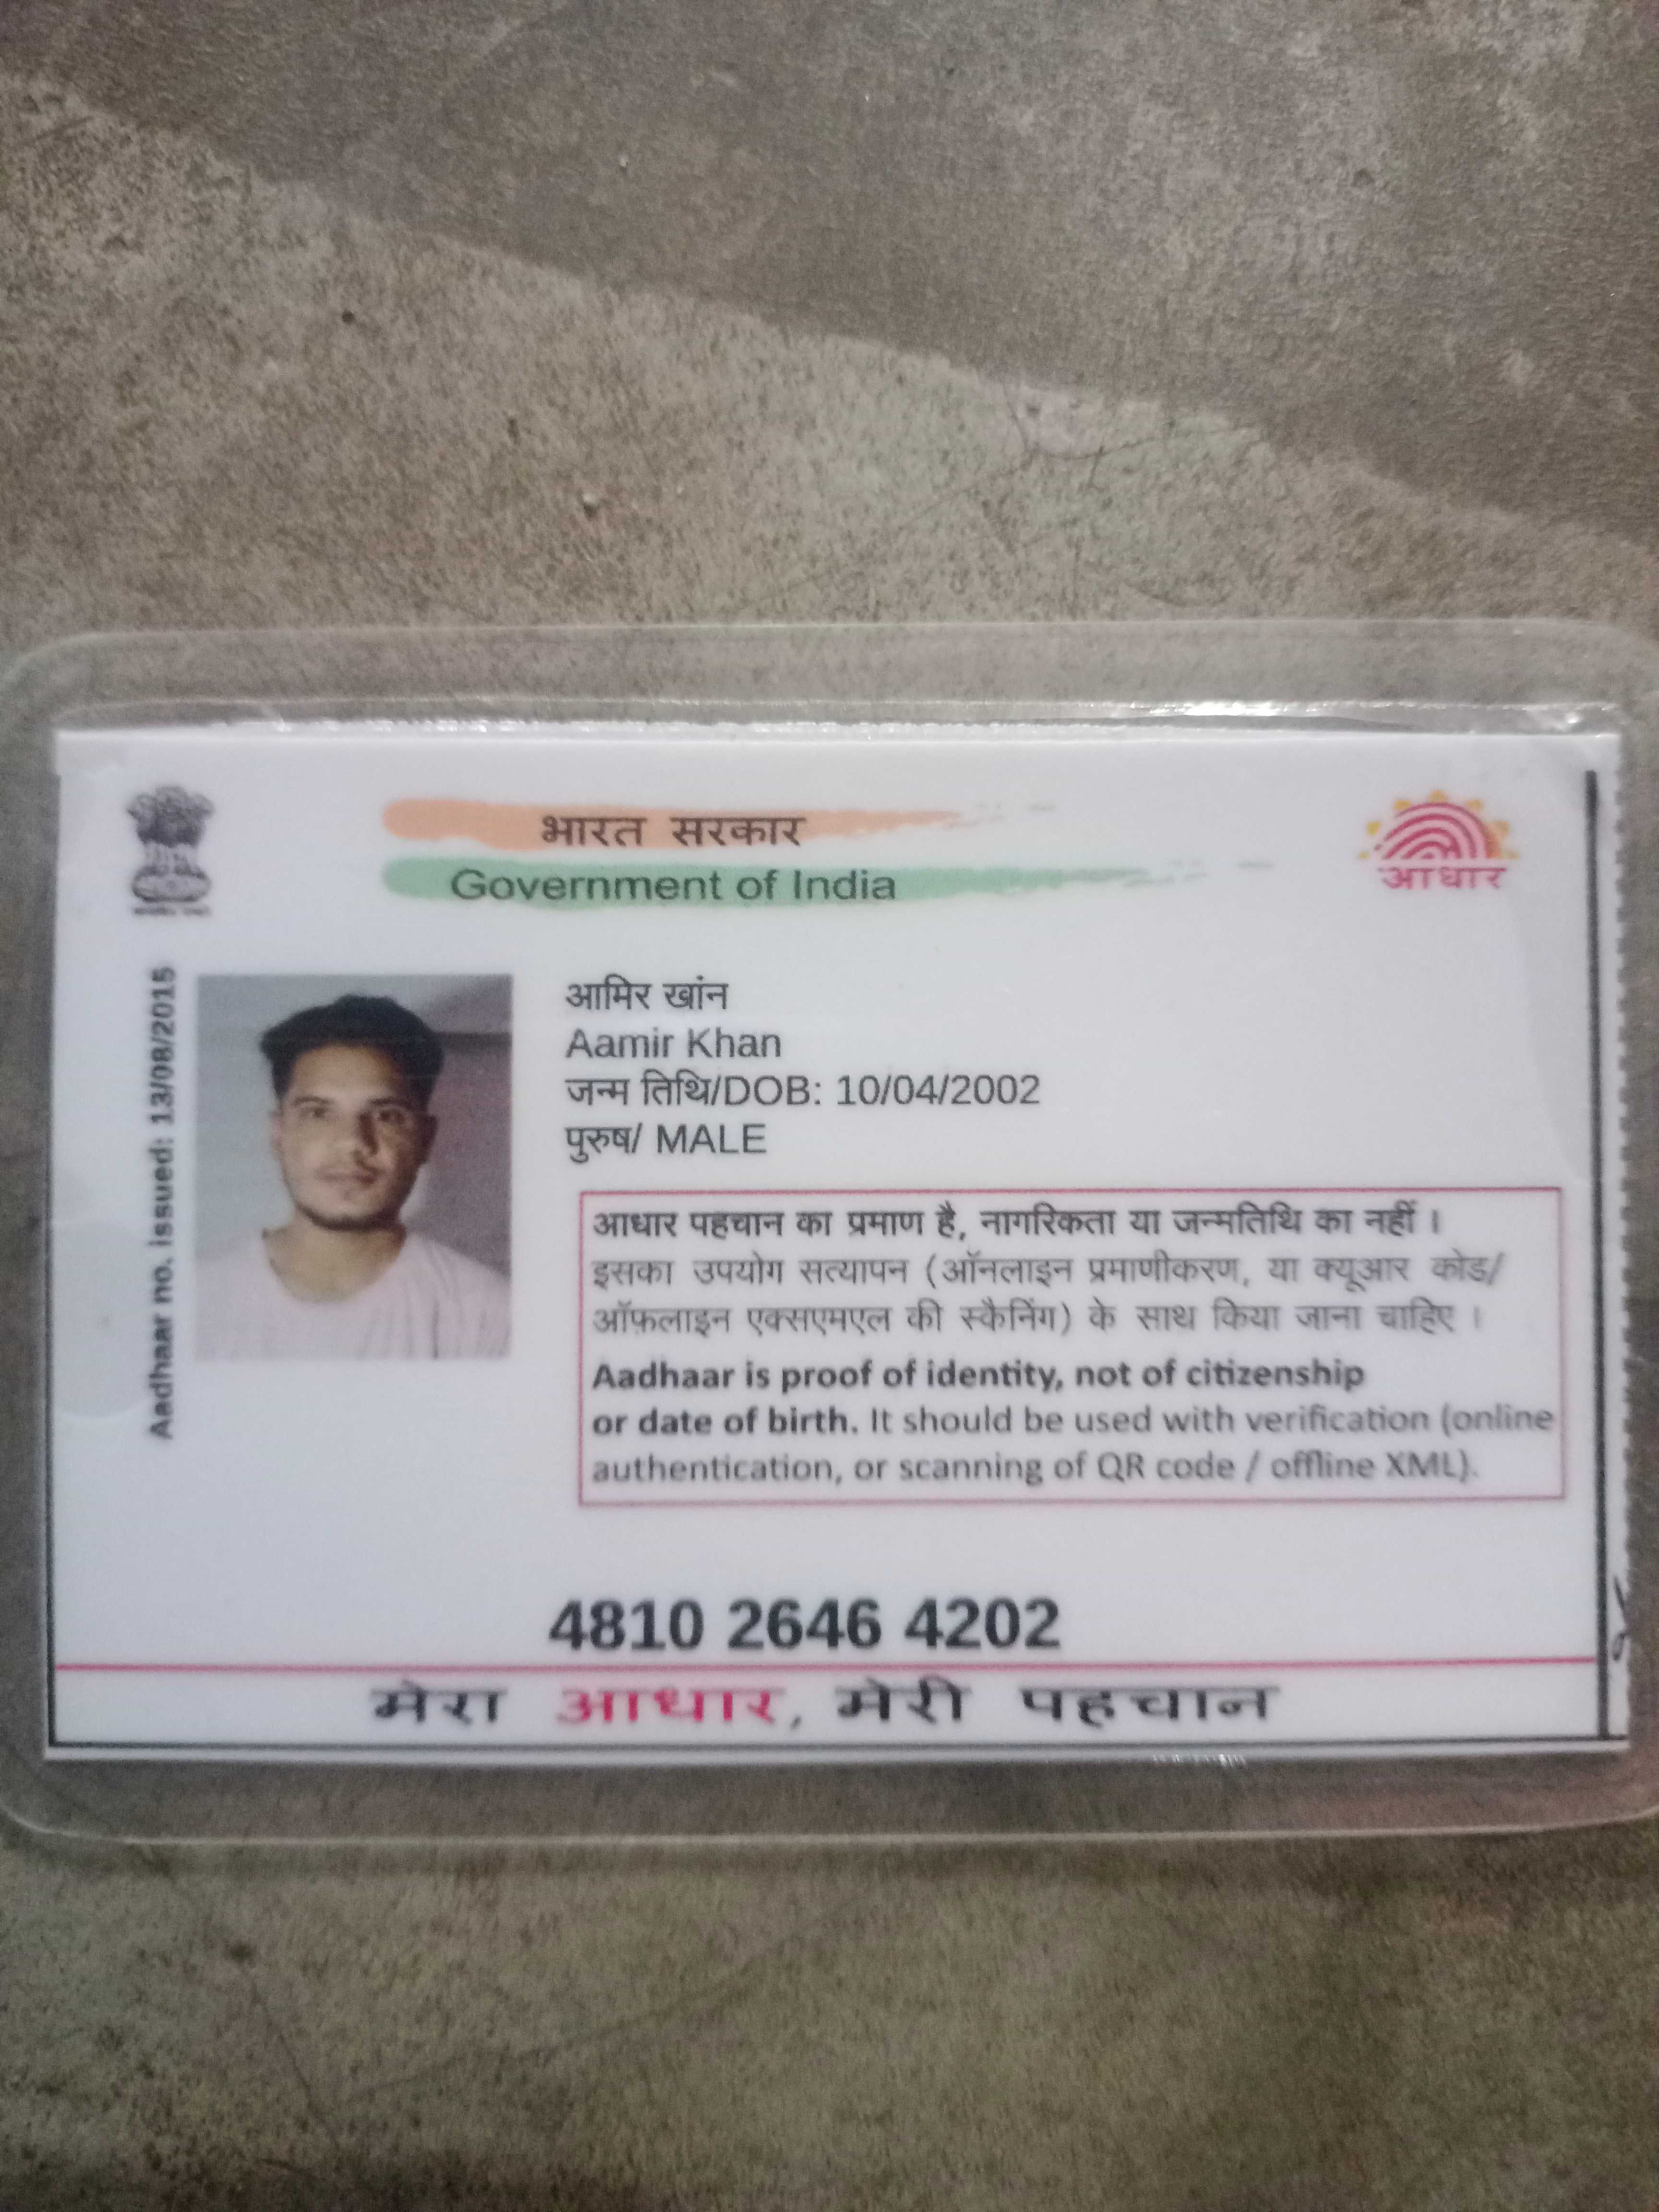 भारत सरकार
Government of India
आधार
Aadhaar no. issued: 13/08/2015
आमिर खांन
Aamir Khan
जन्म तिथि/DOB: 10/04/2002
पुरुष/ MALE
आधार पहचान का प्रमाण है, नागरिकता या जन्मतिथि का नहीं ।
इसका उपयोग सत्यापन (ऑनलाइन प्रमाणीकरण, या क्यूआर कोड/
ऑफ़लाइन एक्सएमएल की स्कैनिंग) के साथ किया जाना चाहिए ।
Aadhaar is proof of identity, not of citizenship
or date of birth. It should be used with verification (online
authentication, or scanning of QR code / offline XML).
4810 2646 4202
मेरा आधार, मेरी पहचान